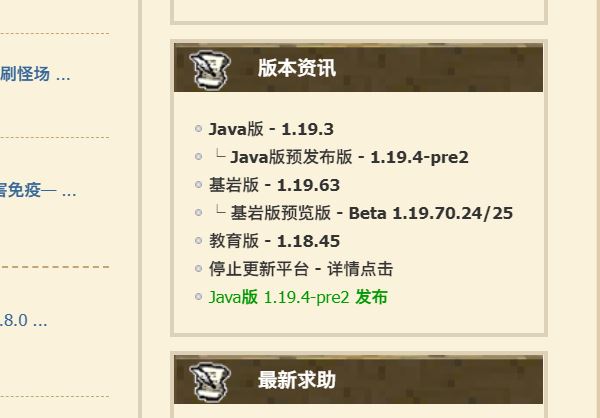 刷怪场 ...
害免疫— ...
.8.0 ...
版本资讯
Java版 - 1.19.3
└ Java版预发布版 - 1.19.4-pre2
基岩版 - 1.19.63
└ 基岩版预览版 - Beta 1.19.70.24/25
教育版 - 1.18.45
停止更新平台 - 详情点击
Java版 1.19.4-pre2 发布
最新求助